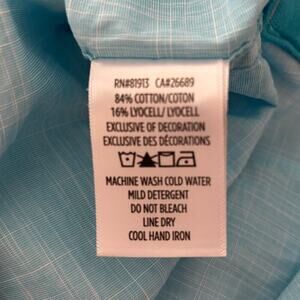 RN#81913 CA#26689
84% COTTON/COTON
16% LYOCELL/ LYOCELL
EXCLUSIVE OF DECORATION
EXCLUSIVE DES DÉCORATIONS
MACHINE WASH COLD WATER
MILD DETERGENT
DO NOT BLEACH
LINE DRY
COOL HAND IRON